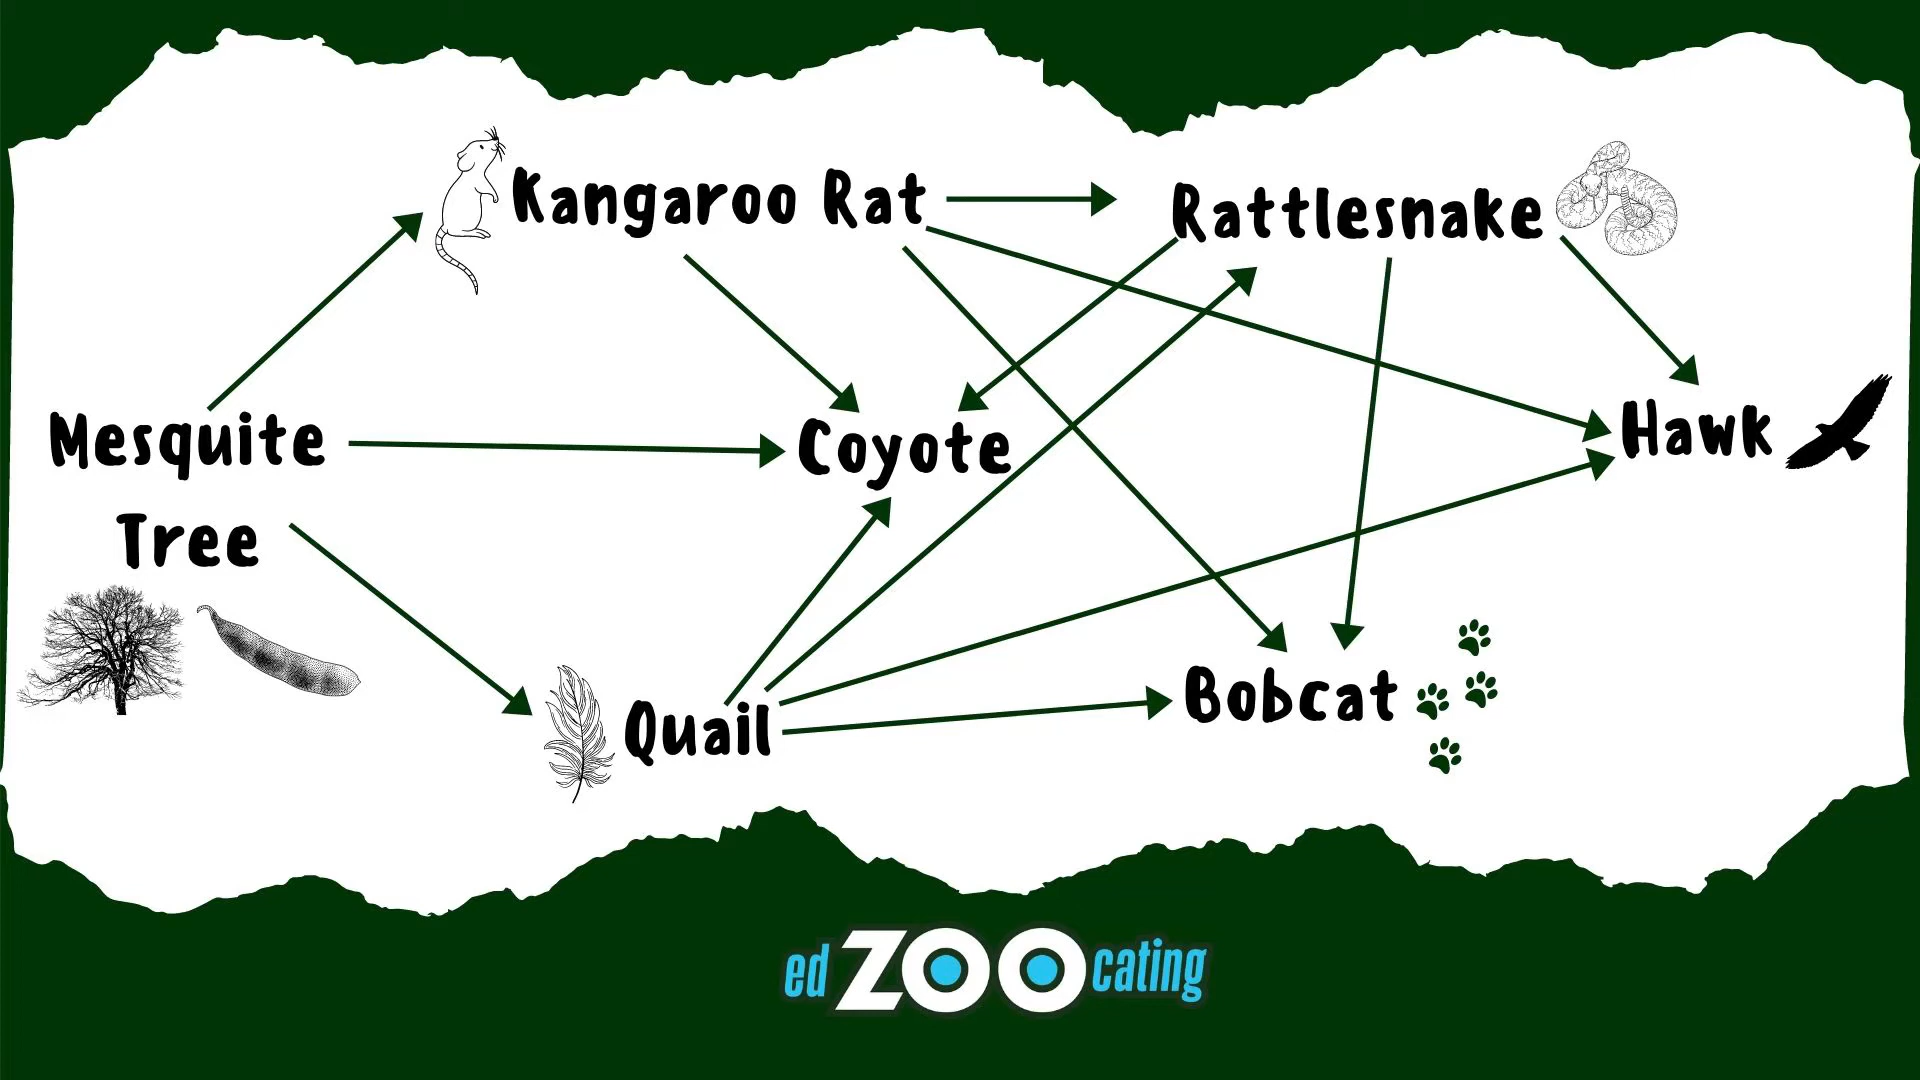 Kangaroo Rat
Rattlesnake
Mesquite
Tree
Coyote
Hawk
Quail
Bobcat
edZOOcating